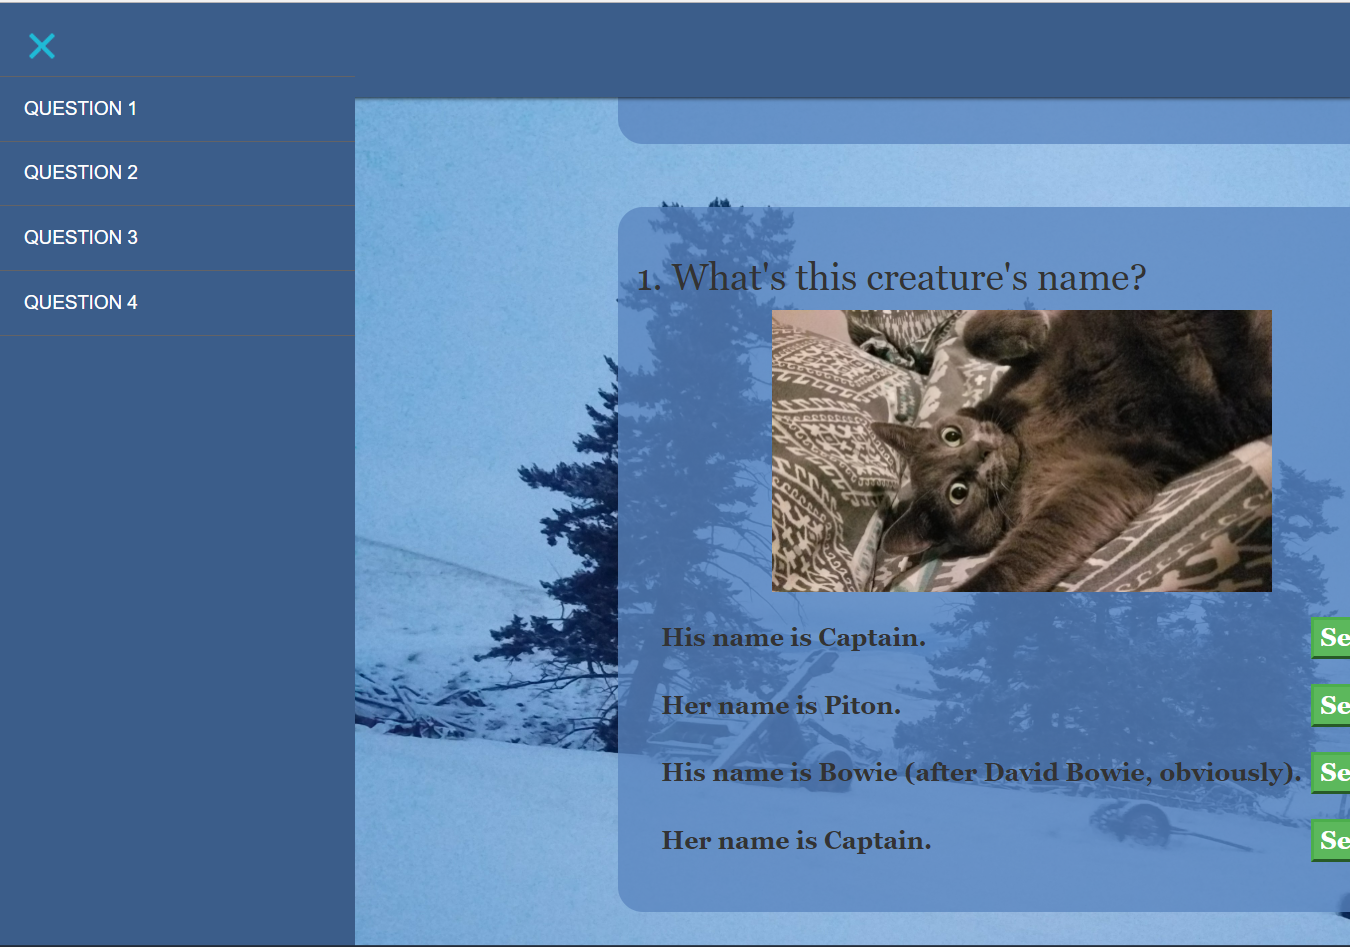 QUESTION 1
QUESTION 2
QUESTION 3
QUESTION 4
1. What's this creature's name?
His name is Captain. Se
Her name is Piton. Se
His name is Bowie (after David Bowie, obviously). Se
Her name is Captain. Se